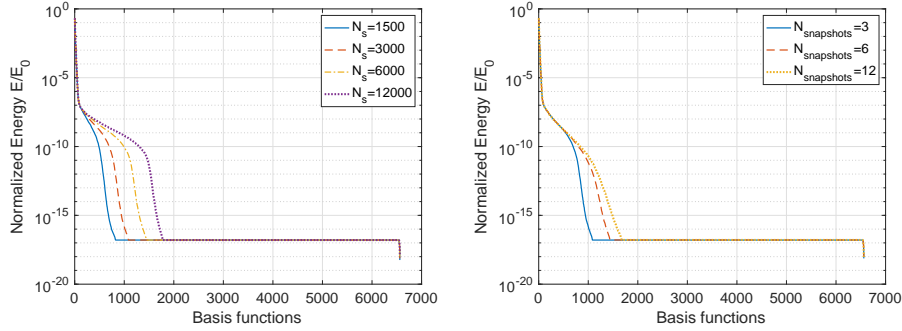 Normalized Energy E/E_0
10^0
10^-5
10^-10
10^-15
10^-20
N_s=1500
N_s=3000
N_s=6000
N_s=12000
0 1000 2000 3000 4000 5000 6000 7000
Basis functions
Normalized Energy E/E_0
10^0
10^-5
10^-10
10^-15
10^-20
N_snapshots=3
N_snapshots=6
N_snapshots=12
0 1000 2000 3000 4000 5000 6000 7000
Basis functions